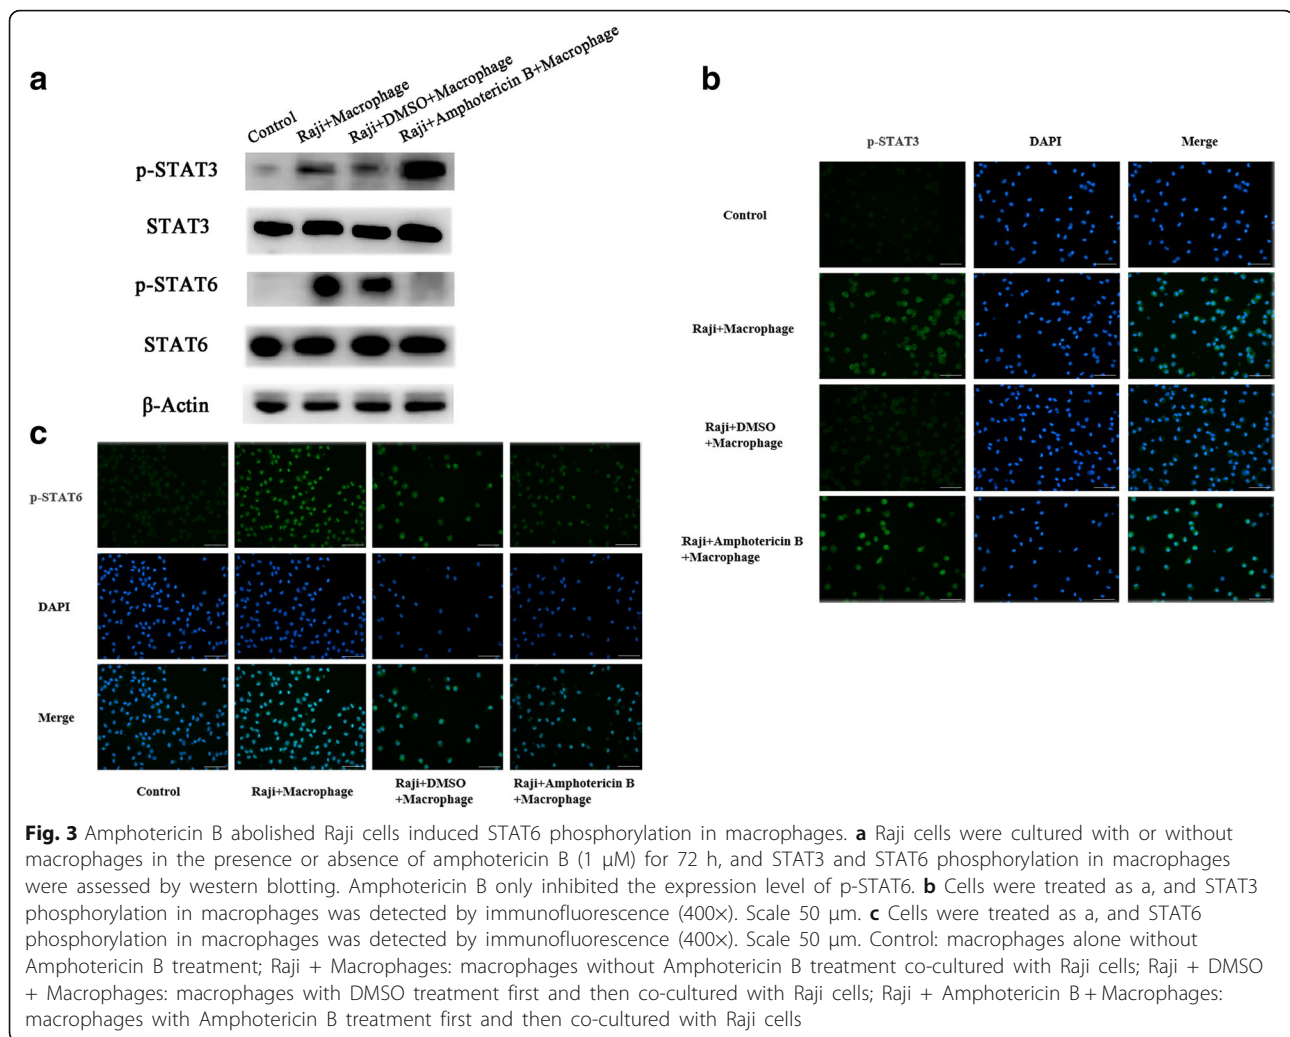 a
Control
Raji+Macrophage
Raji+DMSO+Macrophage
Raji+Amphotericin B+Macrophage
p-STAT3
STAT3
p-STAT6
STAT6
β-Actin
b
p-STAT3 DAPI Merge
Control
Raji+Macrophage
Raji+DMSO
+Macrophage
Raji+Amphotericin B
+Macrophage
c
p-STAT6
DAPI
Merge
Control Raji+Macrophage Raji+DMSO
+Macrophage Raji+Amphotericin B
+Macrophage
Fig. 3 Amphotericin B abolished Raji cells induced STAT6 phosphorylation in macrophages. a Raji cells were cultured with or without
macrophages in the presence or absence of amphotericin B (1 μM) for 72 h, and STAT3 and STAT6 phosphorylation in macrophages
were assessed by western blotting. Amphotericin B only inhibited the expression level of p-STAT6. b Cells were treated as a, and STAT3
phosphorylation in macrophages was detected by immunofluorescence (400×). Scale 50 μm. c Cells were treated as a, and STAT6
phosphorylation in macrophages was detected by immunofluorescence (400×). Scale 50 μm. Control: macrophages alone without
Amphotericin B treatment; Raji + Macrophages: macrophages without Amphotericin B treatment co-cultured with Raji cells; Raji + DMSO
+ Macrophages: macrophages with DMSO treatment first and then co-cultured with Raji cells; Raji + Amphotericin B + Macrophages:
macrophages with Amphotericin B treatment first and then co-cultured with Raji cells